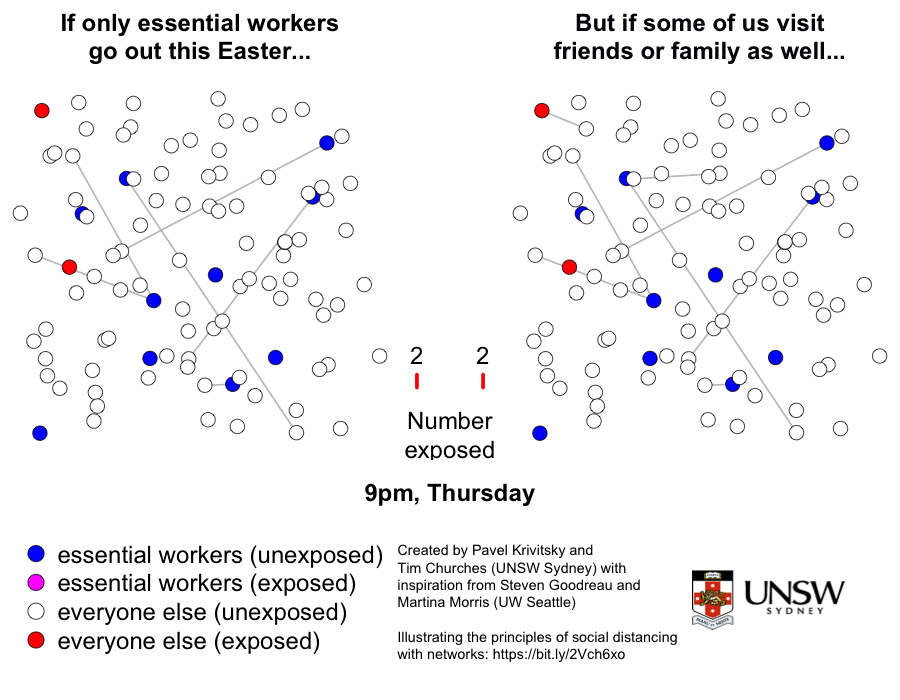 If only essential workers
go out this Easter...
But if some of us visit
friends or family as well...
2
2
Number
exposed
9pm, Thursday
essential workers (unexposed)
essential workers (exposed)
everyone else (unexposed)
everyone else (exposed)
Created by Pavel Krivitsky and
Tim Churches (UNSW Sydney) with
inspiration from Steven Goodreau and
Martina Morris (UW Seattle)
Illustrating the principles of social distancing
with networks: https://bit.ly/2Vch6xo
UNSW
SYDNEY